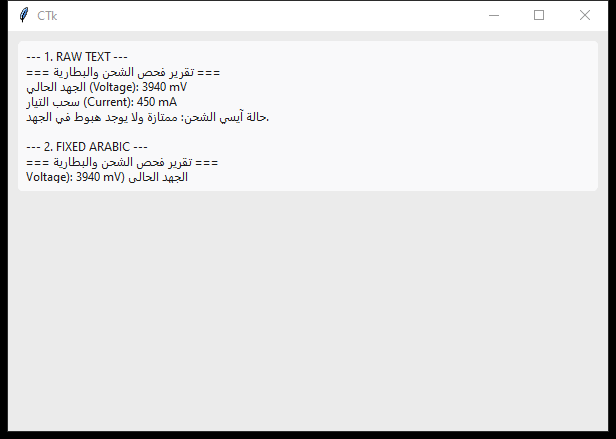 CTk
--- 1. RAW TEXT ---
=== تقرير فحص الشحن والبطارية ===
الجهد الحالي (Voltage): 3940 mV
سحب التيار (Current): 450 mA
حالة آيسي الشحن: ممتازة ولا يوجد هبوط في الجهد.
--- 2. FIXED ARABIC ---
=== تقرير فحص الشحن والبطارية ===
Voltage): 3940 mV) الجهد الحالى